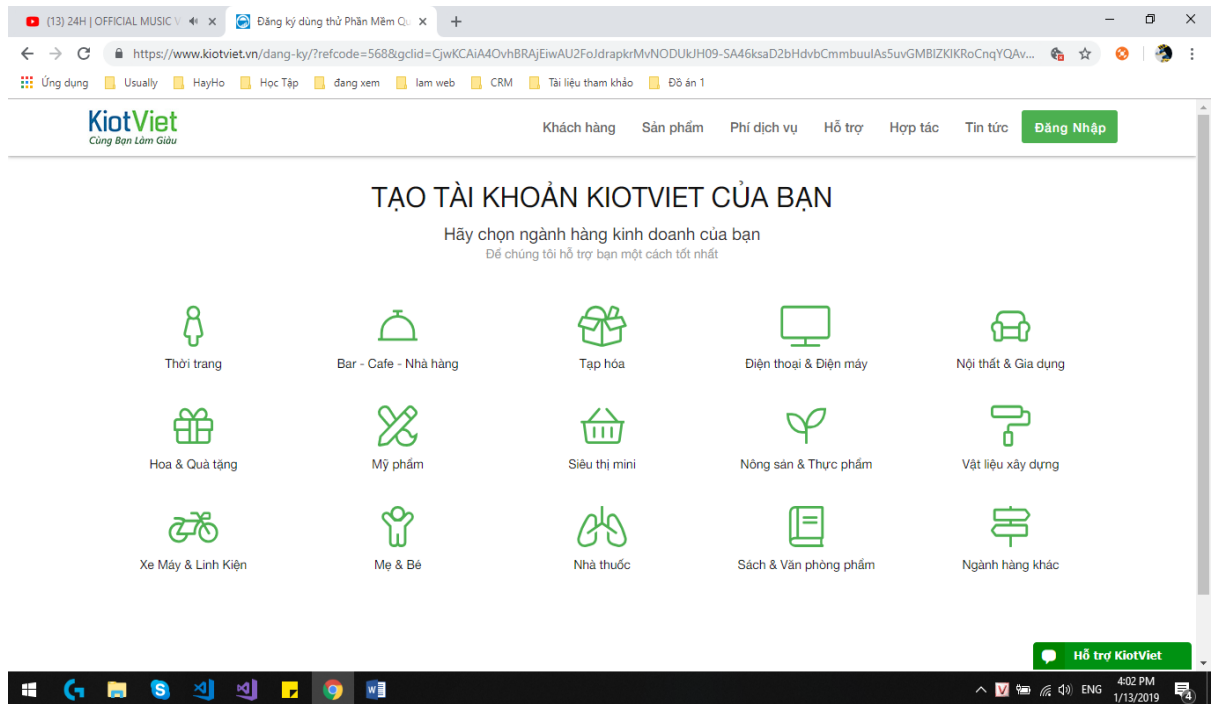 (13) 24H | OFFICIAL MUSIC V
Đăng ký dùng thử Phần Mềm Qu
https://www.kiotviet.vn/dang-ky/?refcode=568&gclid=CjwKCAiA4OvhBRAjEiwAU2FoJdrapkrMvNODUkJH09-SA46ksaD2bHdvbCmmbuulAs5uvGMBIZKlKRoCnqYQAv...
Ứng dụng Usually HayHo Học Tập đang xem lam web CRM Tài liệu tham khảo Đồ án 1
KiotViet
Cùng Bạn Làm Giàu
Khách hàng Sản phẩm Phí dịch vụ Hỗ trợ Hợp tác Tin tức Đăng Nhập
TẠO TÀI KHOẢN KIOTVIET CỦA BẠN
Hãy chọn ngành hàng kinh doanh của bạn
Để chúng tôi hỗ trợ bạn một cách tốt nhất
Thời trang Bar - Cafe - Nhà hàng Tạp hóa Điện thoại & Điện máy Nội thất & Gia dụng
Hoa & Quà tặng Mỹ phẩm Siêu thị mini Nông sản & Thực phẩm Vật liệu xây dựng
Xe Máy & Linh Kiện Mẹ & Bé Nhà thuốc Sách & Văn phòng phẩm Ngành hàng khác
Hỗ trợ KiotViet
ENG
4:02 PM
1/13/2019
4